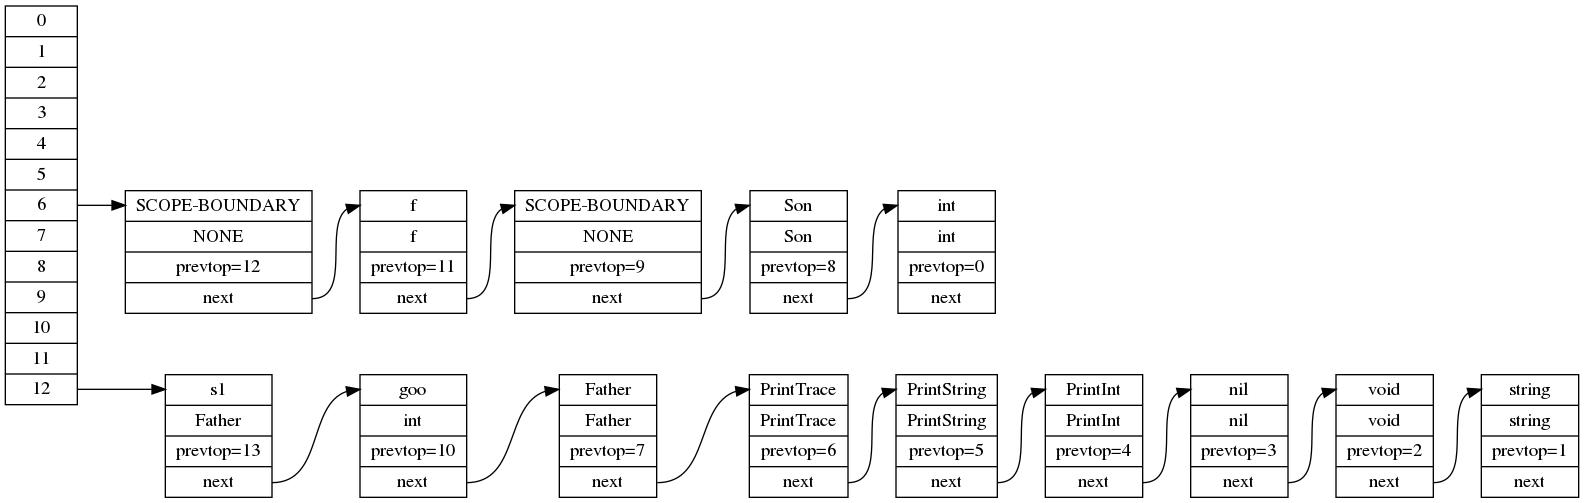 0
1
2
3
4
5
6
7
8
9
10
11
12
SCOPE-BOUNDARY
NONE
prevtop=12
next
f
f
prevtop=11
next
SCOPE-BOUNDARY
NONE
prevtop=9
next
Son
Son
prevtop=8
next
int
int
prevtop=0
next
s1
Father
prevtop=13
next
goo
int
prevtop=10
next
Father
Father
prevtop=7
next
PrintTrace
PrintTrace
prevtop=6
next
PrintString
PrintString
prevtop=5
next
PrintInt
PrintInt
prevtop=4
next
nil
nil
prevtop=3
next
void
void
prevtop=2
next
string
string
prevtop=1
next